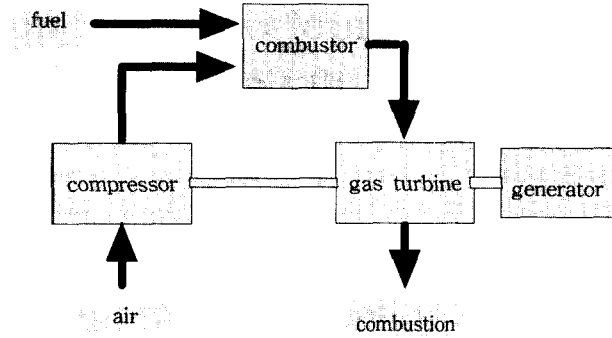 fuel
combustor
compressor
gas turbine
generator
air
combustion